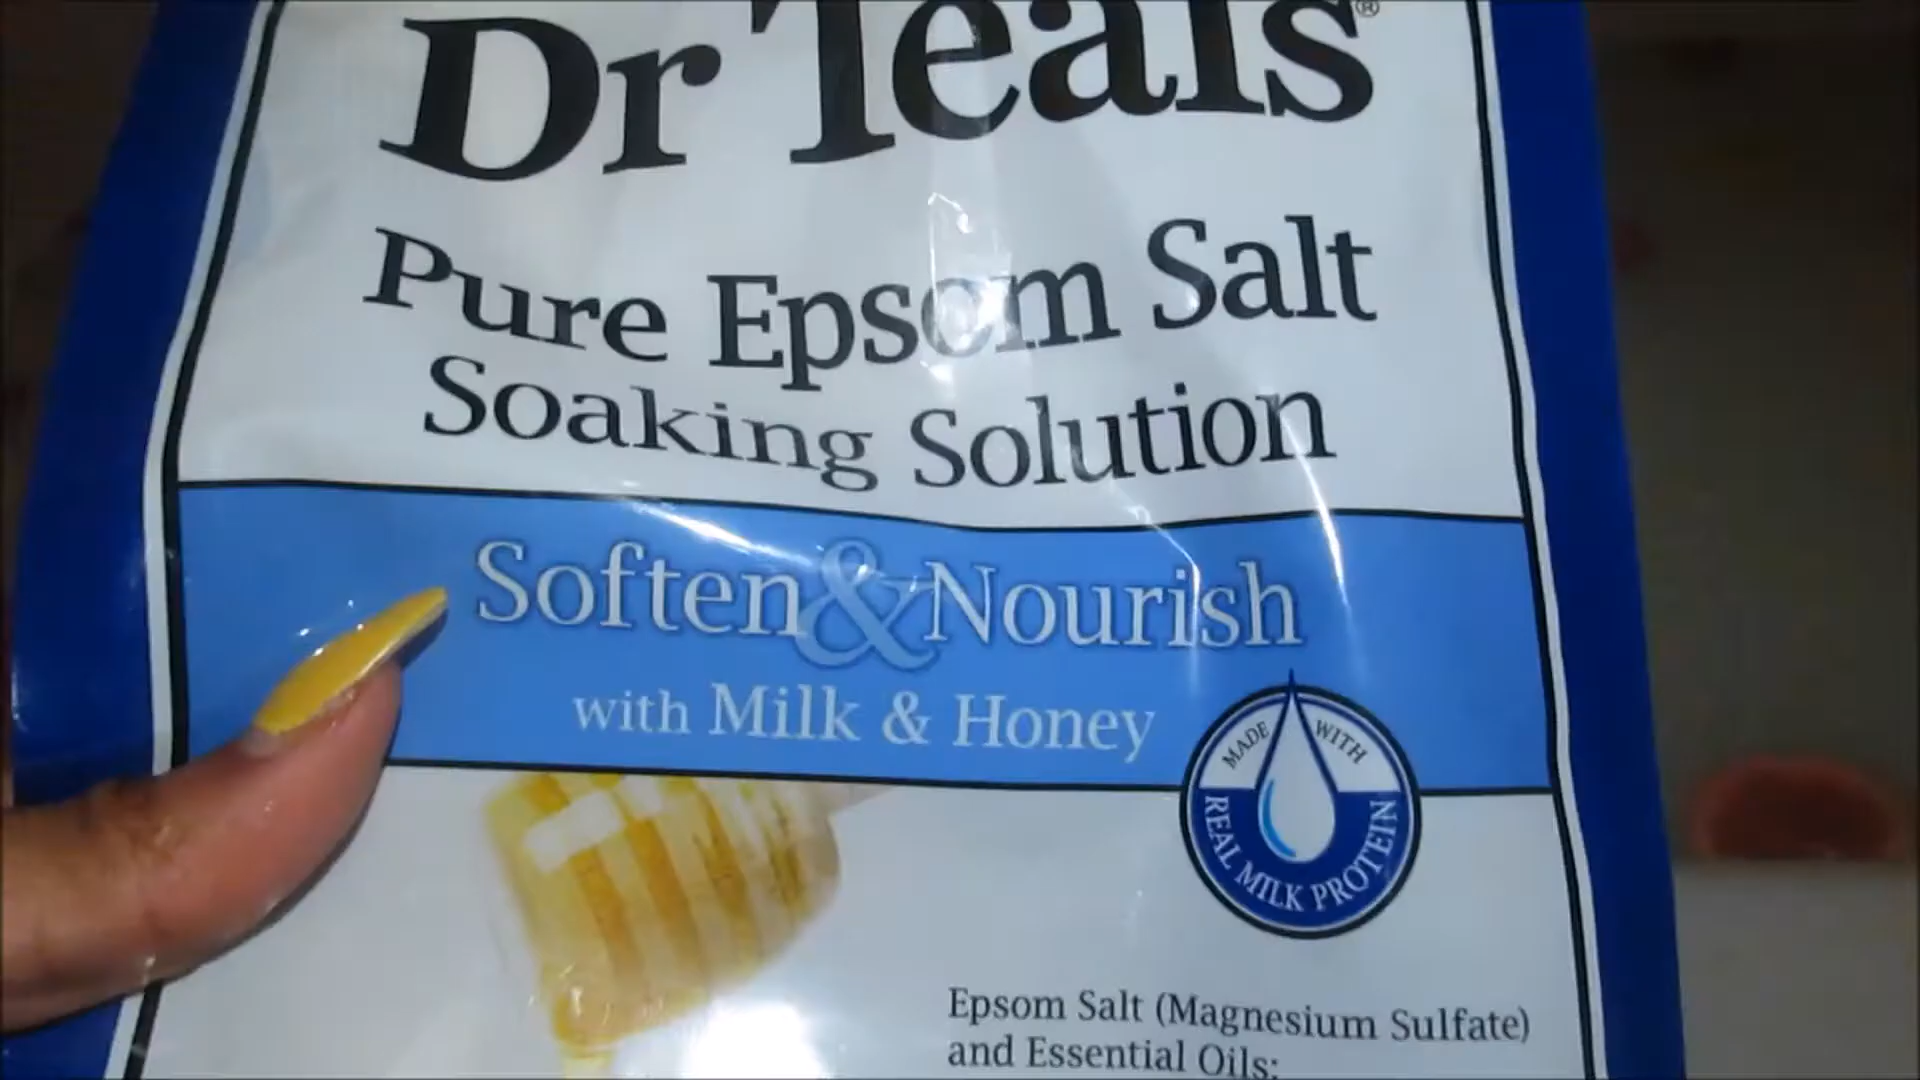 Dr Teal's®
Pure Epsom Salt
Soaking Solution
Soften & Nourish
with Milk & Honey
MADE WITH
REAL MILK PROTEIN
Epsom Salt (Magnesium Sulfate)
and Essential Oils: